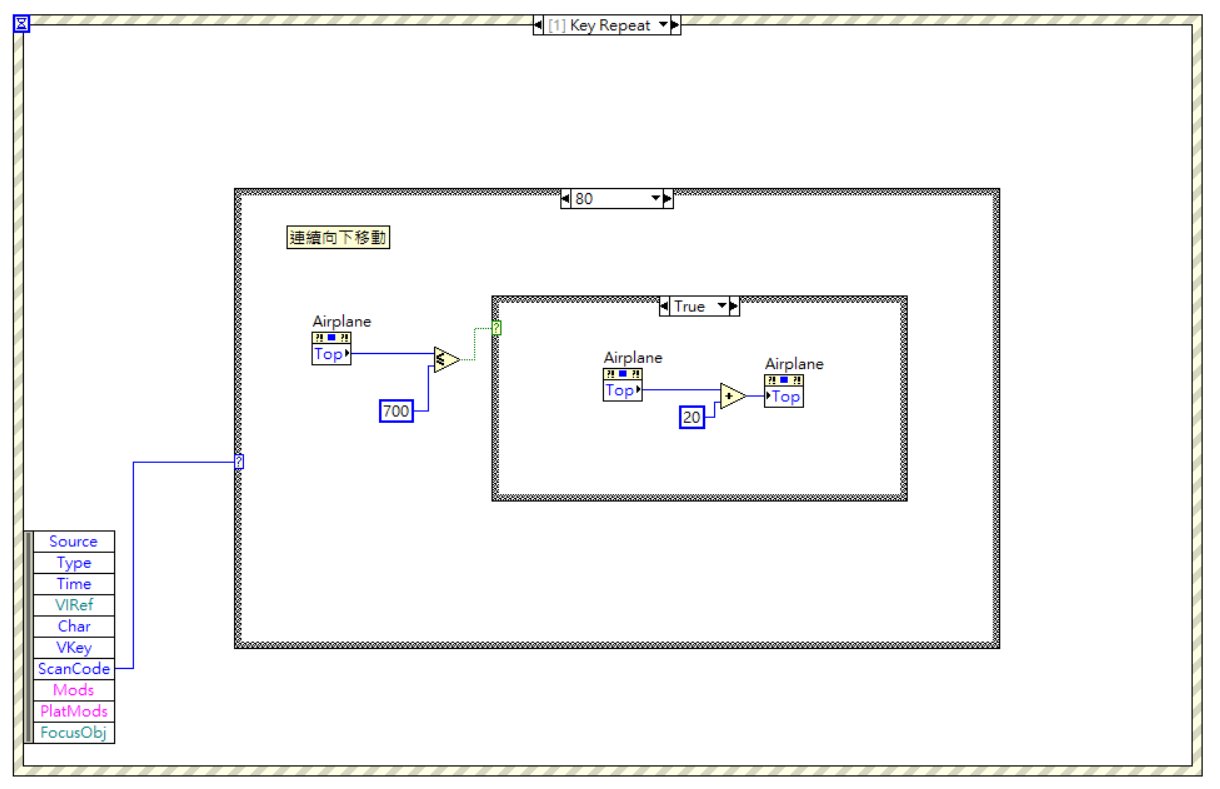 [1] Key Repeat
80
連續向下移動
True
Airplane
Top
≤
700
?
?
Airplane
Top
+
20
Airplane
Top
?
Source
Type
Time
VIRef
Char
VKey
ScanCode
Mods
PlatMods
FocusObj